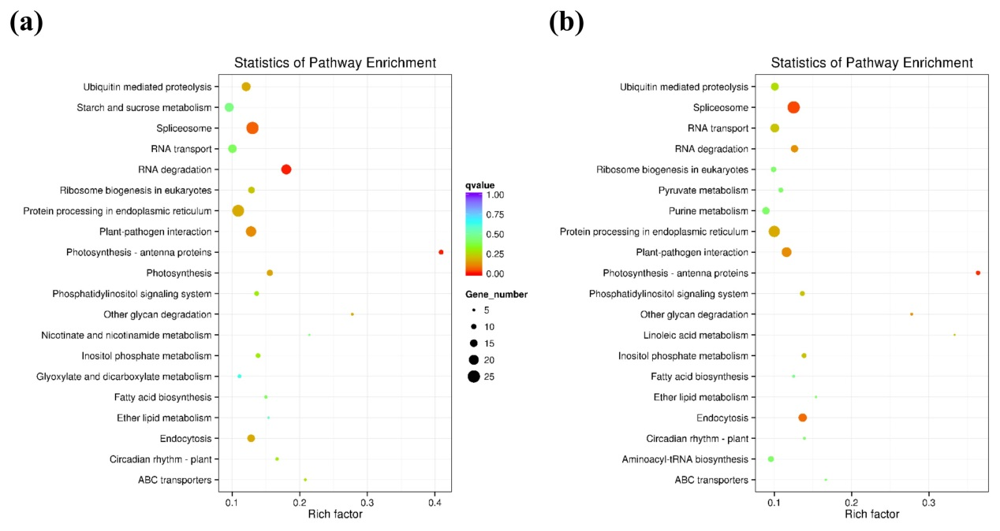 (a)
Statistics of Pathway Enrichment
Ubiquitin mediated proteolysis
Starch and sucrose metabolism
Spliceosome
RNA transport
RNA degradation
Ribosome biogenesis in eukaryotes
Protein processing in endoplasmic reticulum
Plant-pathogen interaction
Photosynthesis - antenna proteins
Photosynthesis
Phosphatidylinositol signaling system
Other glycan degradation
Nicotinate and nicotinamide metabolism
Inositol phosphate metabolism
Glyoxylate and dicarboxylate metabolism
Fatty acid biosynthesis
Ether lipid metabolism
Endocytosis
Circadian rhythm - plant
ABC transporters
0.1 0.2 0.3 0.4
Rich factor
qvalue
1.00
0.75
0.50
0.25
0.00
Gene_number
5
10
15
20
25
(b)
Statistics of Pathway Enrichment
Ubiquitin mediated proteolysis
Spliceosome
RNA transport
RNA degradation
Ribosome biogenesis in eukaryotes
Pyruvate metabolism
Purine metabolism
Protein processing in endoplasmic reticulum
Plant-pathogen interaction
Photosynthesis - antenna proteins
Phosphatidylinositol signaling system
Other glycan degradation
Linoleic acid metabolism
Inositol phosphate metabolism
Fatty acid biosynthesis
Ether lipid metabolism
Endocytosis
Circadian rhythm - plant
Aminoacyl-tRNA biosynthesis
ABC transporters
0.1 0.2 0.3
Rich factor